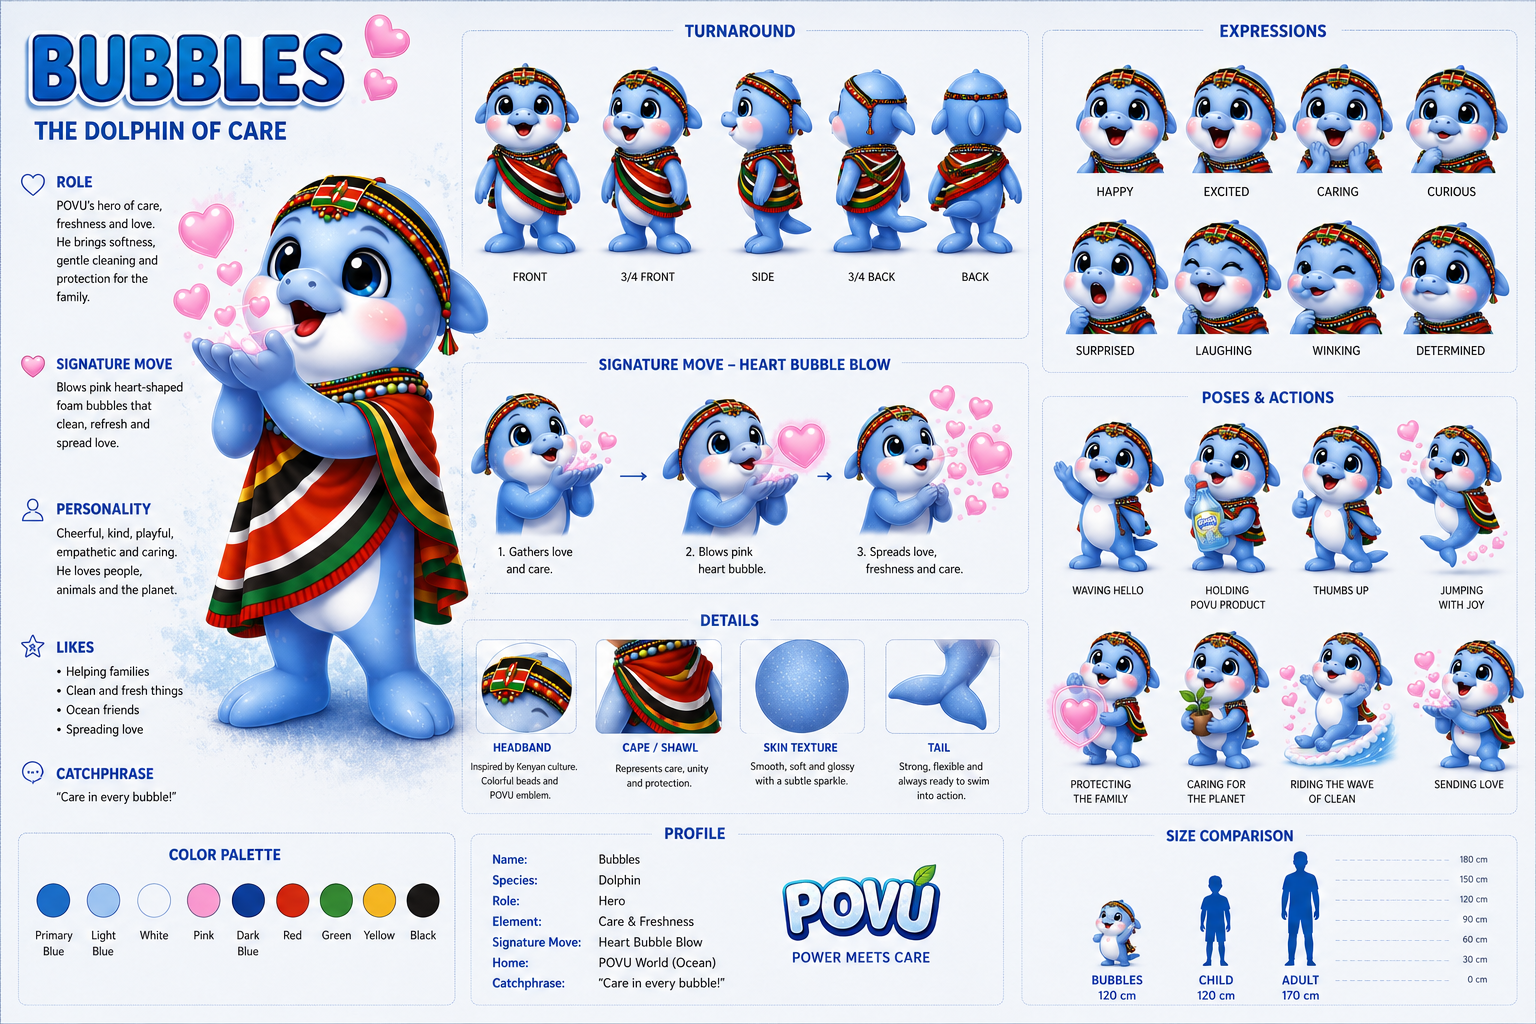 BUBBLES
THE DOLPHIN OF CARE
ROLE
POVU's hero of care,
freshness and love.
He brings softness,
gentle cleaning and
protection for the
family.
SIGNATURE MOVE
Blows pink heart-shaped
foam bubbles that
clean, refresh and
spread love.
PERSONALITY
Cheerful, kind, playful,
empathetic and caring.
He loves people,
animals and the planet.
LIKES
• Helping families
• Clean and fresh things
• Ocean friends
• Spreading love
CATCHPHRASE
“Care in every bubble!”
TURNAROUND
FRONT
3/4 FRONT
SIDE
3/4 BACK
BACK
SIGNATURE MOVE – HEART BUBBLE BLOW
1. Gathers love
and care.
2. Blows pink
heart bubble.
3. Spreads love,
freshness and care.
DETAILS
HEADBAND
Inspired by Kenyan culture.
Colorful beads and
POVU emblem.
CAPE / SHAWL
Represents care, unity
and protection.
SKIN TEXTURE
Smooth, soft and glossy
with a subtle sparkle.
TAIL
Strong, flexible and
always ready to swim
into action.
EXPRESSIONS
HAPPY
EXCITED
CARING
CURIOUS
SURPRISED
LAUGHING
WINKING
DETERMINED
POSES & ACTIONS
WAVING HELLO
HOLDING
POVU PRODUCT
THUMBS UP
JUMPING
WITH JOY
PROTECTING
THE FAMILY
CARING FOR
THE PLANET
RIDING THE WAVE
OF CLEAN
SENDING LOVE
COLOR PALETTE
Primary
Blue
Light
Blue
White
Pink
Dark
Blue
Red
Green
Yellow
Black
PROFILE
Name: Bubbles
Species: Dolphin
Role: Hero
Element: Care & Freshness
Signature Move: Heart Bubble Blow
Home: POVU World (Ocean)
Catchphrase: “Care in every bubble!”
POVU
POWER MEETS CARE
SIZE COMPARISON
180 cm
150 cm
120 cm
90 cm
60 cm
30 cm
0 cm
BUBBLES
120 cm
CHILD
120 cm
ADULT
170 cm